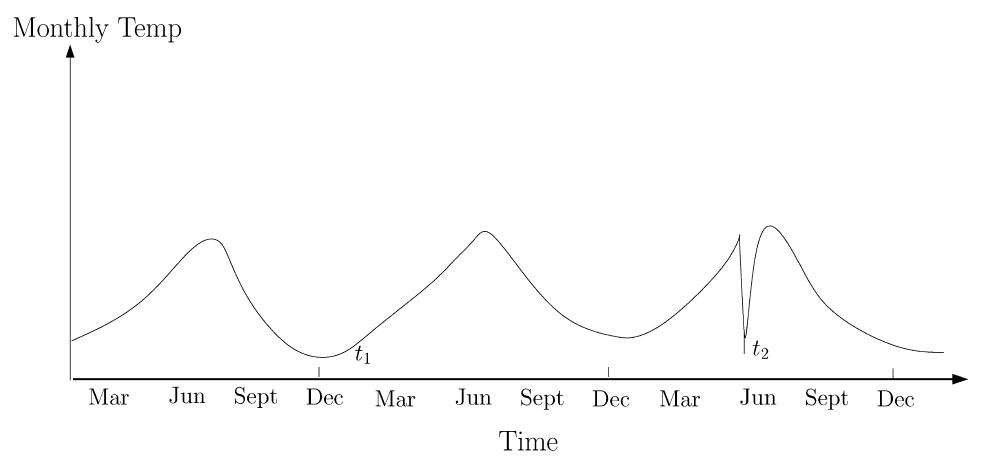 Monthly Temp
t₁
t₂
Mar Jun Sept Dec Mar Jun Sept Dec Mar Jun Sept Dec
Time